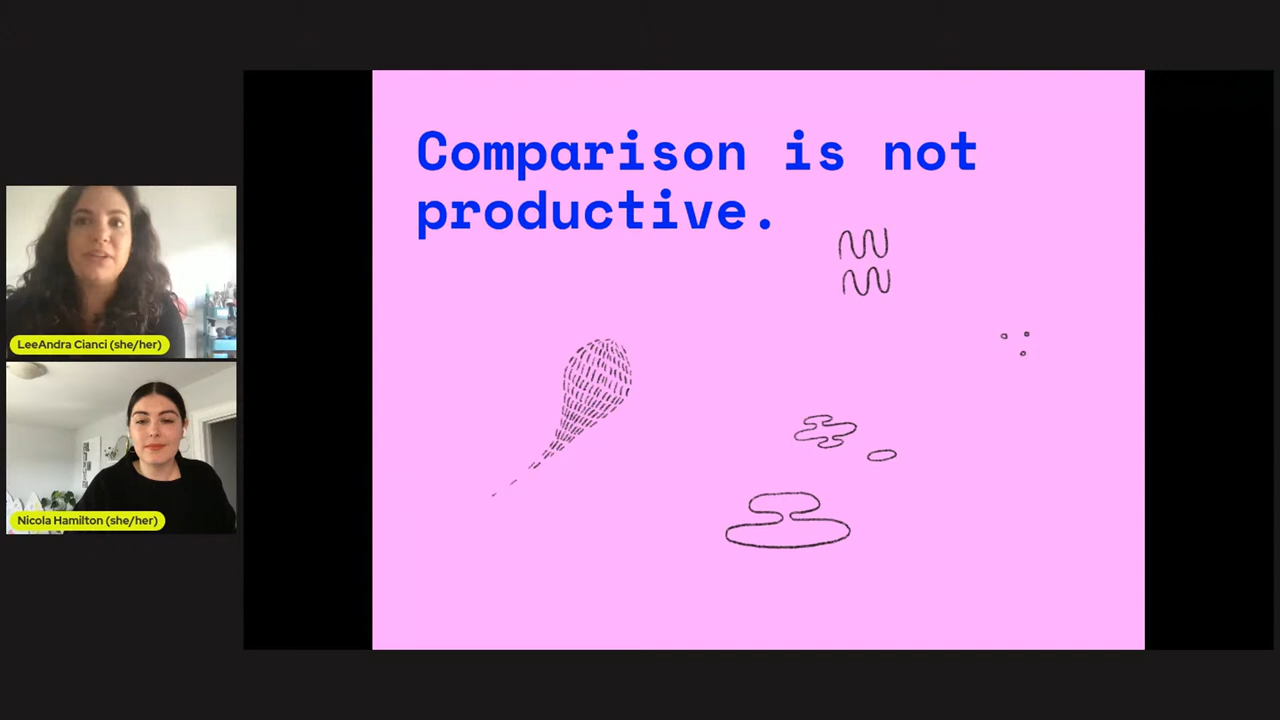 Comparison is not
productive.
LeeAndra Cianci (she/her)
Nicola Hamilton (she/her)